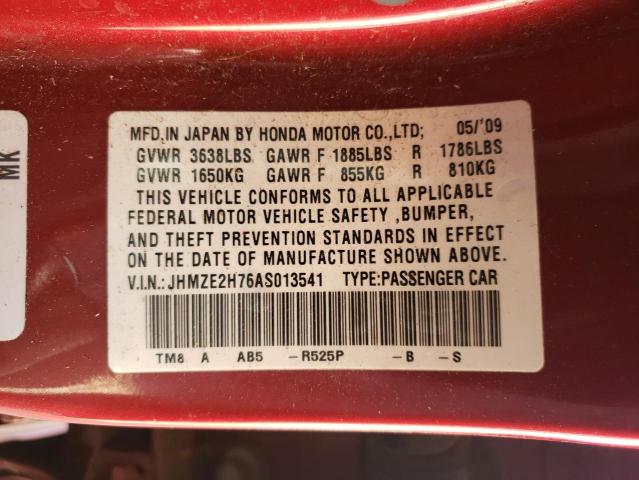 MK
MFD.IN JAPAN BY HONDA MOTOR CO.,LTD; 05/'09
GVWR 3638LBS GAWR F 1885LBS R 1786LBS
GVWR 1650KG GAWR F 855KG R 810KG
THIS VEHICLE CONFORMS TO ALL APPLICABLE
FEDERAL MOTOR VEHICLE SAFETY ,BUMPER,
AND THEFT PREVENTION STANDARDS IN EFFECT
ON THE DATE OF MANUFACTURE SHOWN ABOVE.
V.I.N.:JHMZE2H76AS013541 TYPE:PASSENGER CAR
TM8 A AB5 -R525P -B -S